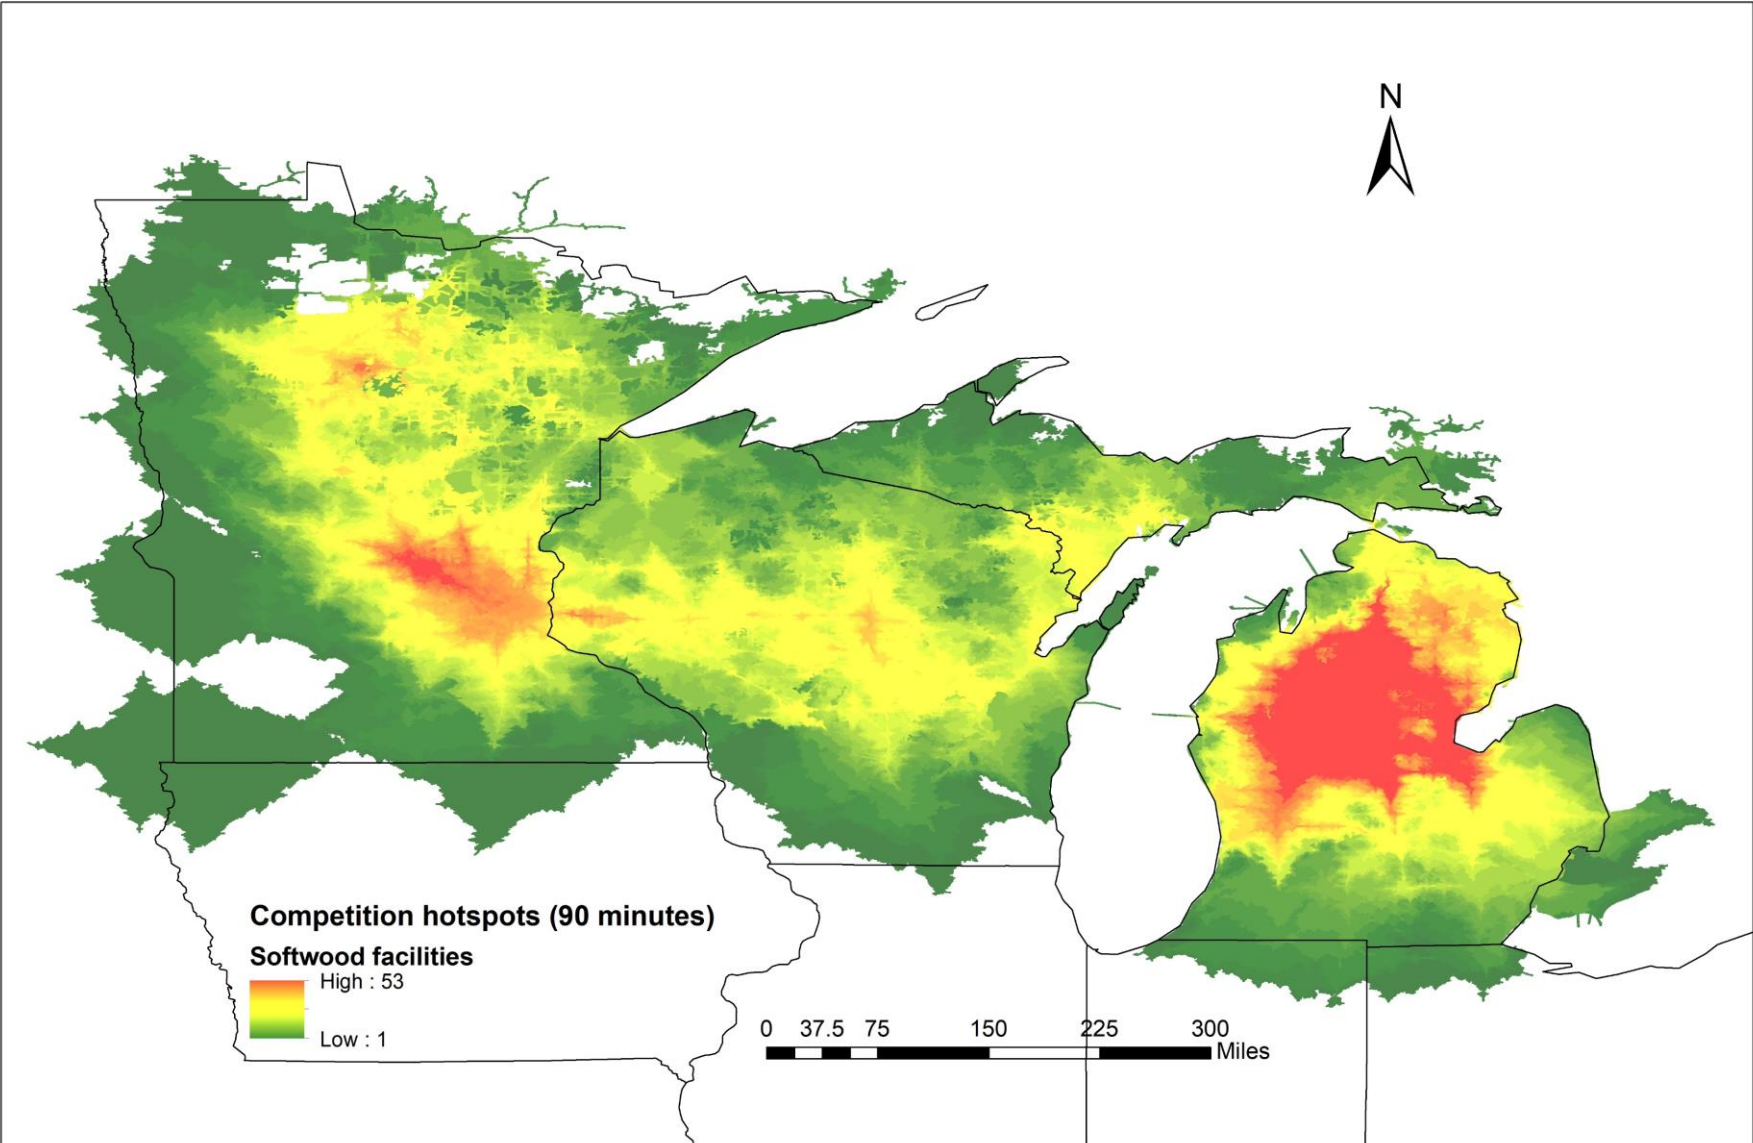 N
Competition hotspots (90 minutes)
Softwood facilities
High : 53
Low : 1
0 37.5 75 150 225 300
Miles